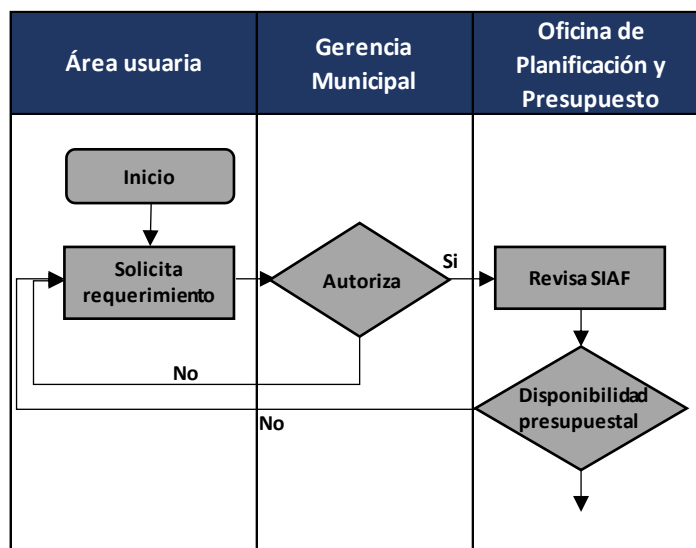 Área usuaria
Gerencia
Municipal
Oficina de
Planificación y
Presupuesto
Inicio
Solicita
requerimiento
Autoriza
Si
Revisa SIAF
No
Disponibilidad
presupuestal
No